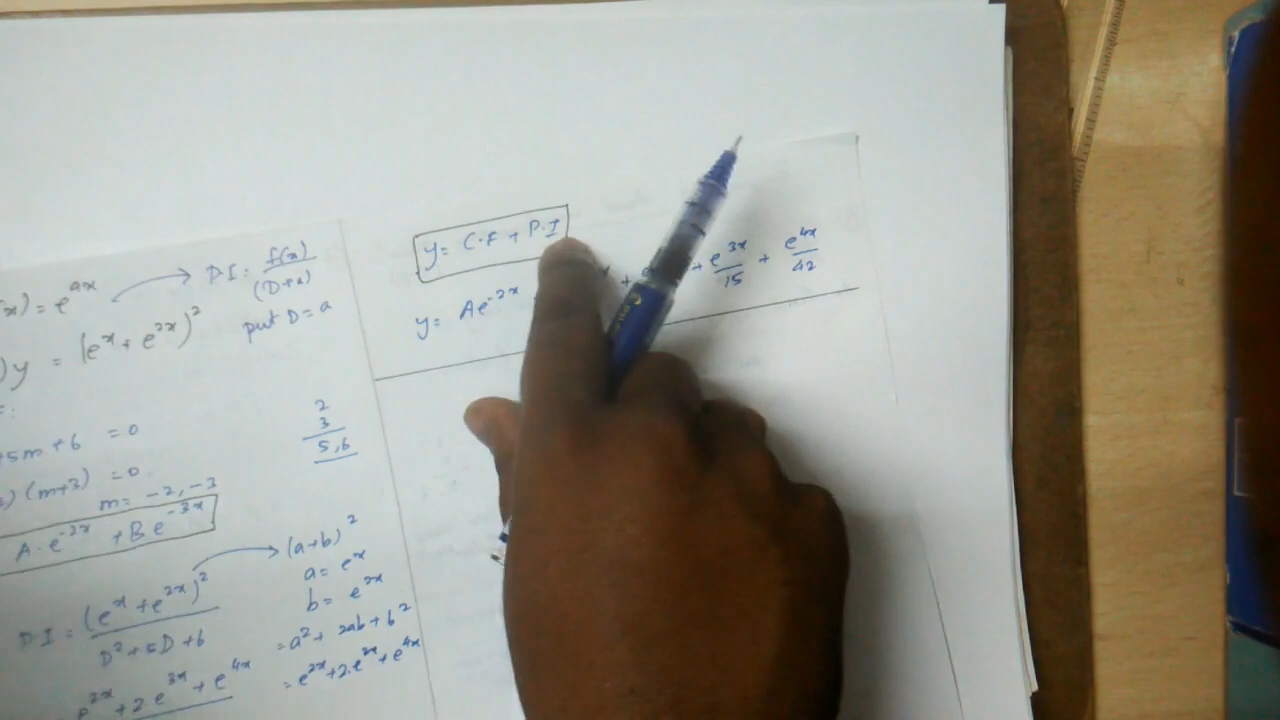 x) = e^{ax} → P.I = f(x)/(D+a)
put D = a
)y = (e^x + e^{2x})^2
:
+5m+6 = 0
) (m+3) = 0
m = -2, -3
2
3
5, 6
A.e^{-2x} + Be^{-3x}
P.I = (e^x + e^{2x})^2 / D^2+5D+6 → (a+b)^2
a = e^x
b = e^{2x}
= a^2 + 2ab + b^2
= e^{2x} + 2.e^{3x} + e^{4x}
e^{2x} + 2e^{3x} + e^{4x}
y = C.F + P.I
y = Ae^{-2x} + + e^{3x}/15 + e^{4x}/42